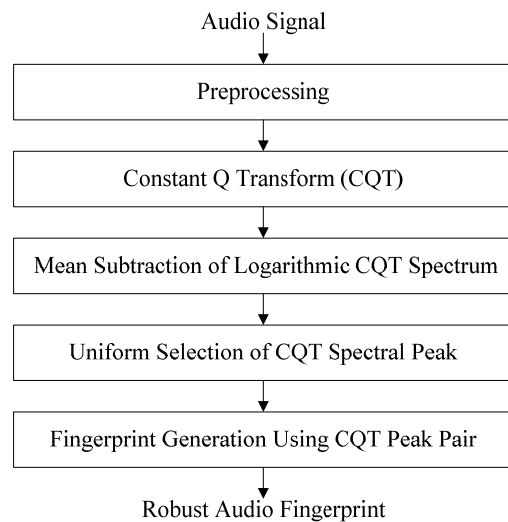 Audio Signal
Preprocessing
Constant Q Transform (CQT)
Mean Subtraction of Logarithmic CQT Spectrum
Uniform Selection of CQT Spectral Peak
Fingerprint Generation Using CQT Peak Pair
Robust Audio Fingerprint